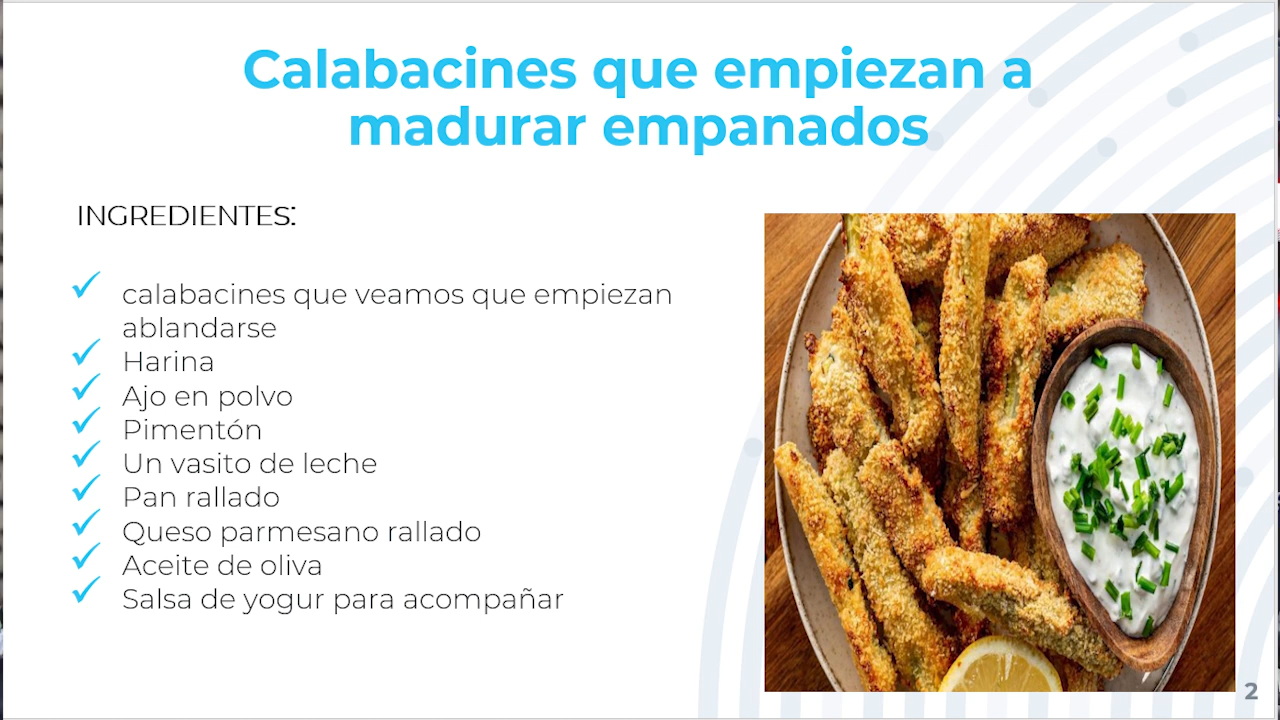 Calabacines que empiezan a
madurar empanados
INGREDIENTES:
calabacines que veamos que empiezan
ablandarse
Harina
Ajo en polvo
Pimentón
Un vasito de leche
Pan rallado
Queso parmesano rallado
Aceite de oliva
Salsa de yogur para acompañar
2